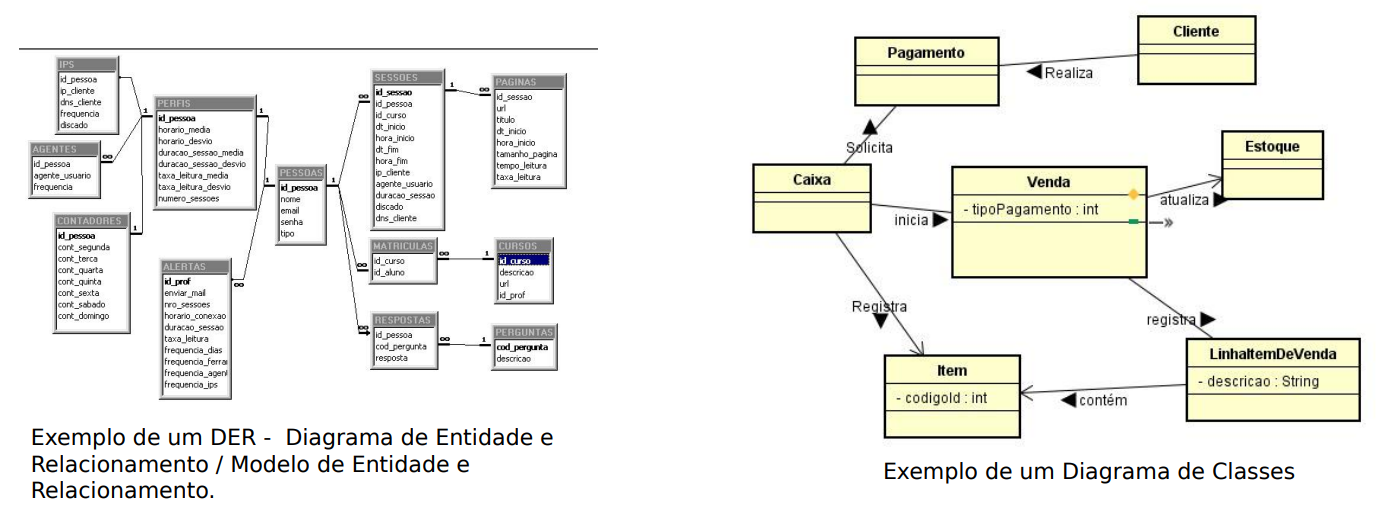 IPS
id_pessoa
ip_cliente
dns_cliente
frequencia
discado
AGENTES
id_pessoa
agente_usuario
frequencia
CONTADORES
id_pessoa
cont_segunda
cont_terca
cont_quarta
cont_quinta
cont_sexta
cont_sabado
cont_domingo
PERFIS
id_pessoa
horario_media
horario_desvio
duracao_sessao_media
duracao_sessao_desvio
taxa_leitura_media
taxa_leitura_desvio
numero_sessoes
ALERTAS
id_prof
enviar_mail
nro_sessoes
horario_conexao
duracao_sessao
taxa_leitura
frequencia_dias
frequencia_ferra
frequencia_agen
frequencia_ips
PESSOAS
id_pessoa
nome
email
senha
tipo
SESSOES
id_sessao
id_pessoa
id_curso
dt_inicio
hora_inicio
dt_fim
hora_fim
ip_cliente
agente_usuario
duracao_sessao
discado
dns_cliente
MATRICULAS
id_curso
id_aluno
RESPOSTAS
id_pessoa
cod_pergunta
resposta
PAGINAS
id_sessao
url
titulo
dt_inicio
hora_inicio
tamanho_pagina
tempo_leitura
taxa_leitura
CURSOS
id_curso
descricao
url
id_prof
PERGUNTAS
cod_pergunta
descricao
1
∞
1
1
1
∞
1
1
∞
1
∞
∞
∞
1
∞
∞
1
Exemplo de um DER - Diagrama de Entidade e
Relacionamento / Modelo de Entidade e
Relacionamento.
Cliente
Pagamento
Realiza
Solicita
Estoque
Caixa
Venda
- tipoPagamento : int
inicia
atualiza
Registra
registra
Item
- codigoId : int
contém
LinhaItemDeVenda
- descricao : String
Exemplo de um Diagrama de Classes